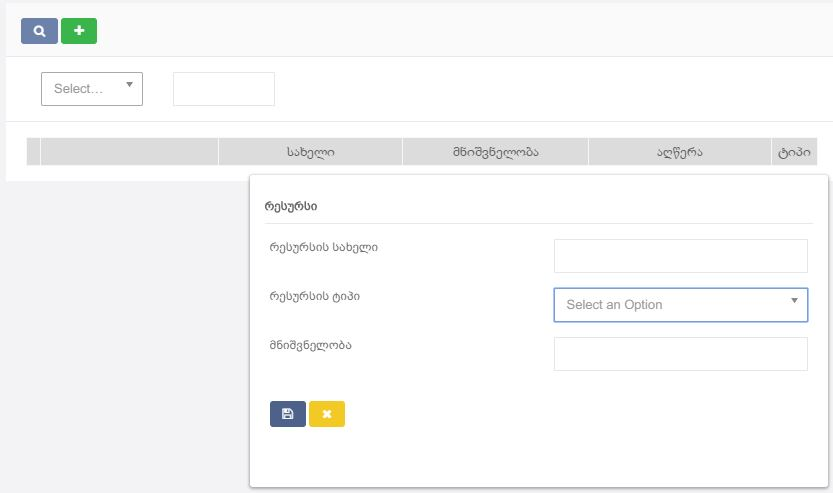 Select...
სახელი მნიშვნელობა აღწერა ტიპი
რესურსი
რესურსის სახელი
რესურსის ტიპი Select an Option
მნიშვნელობა